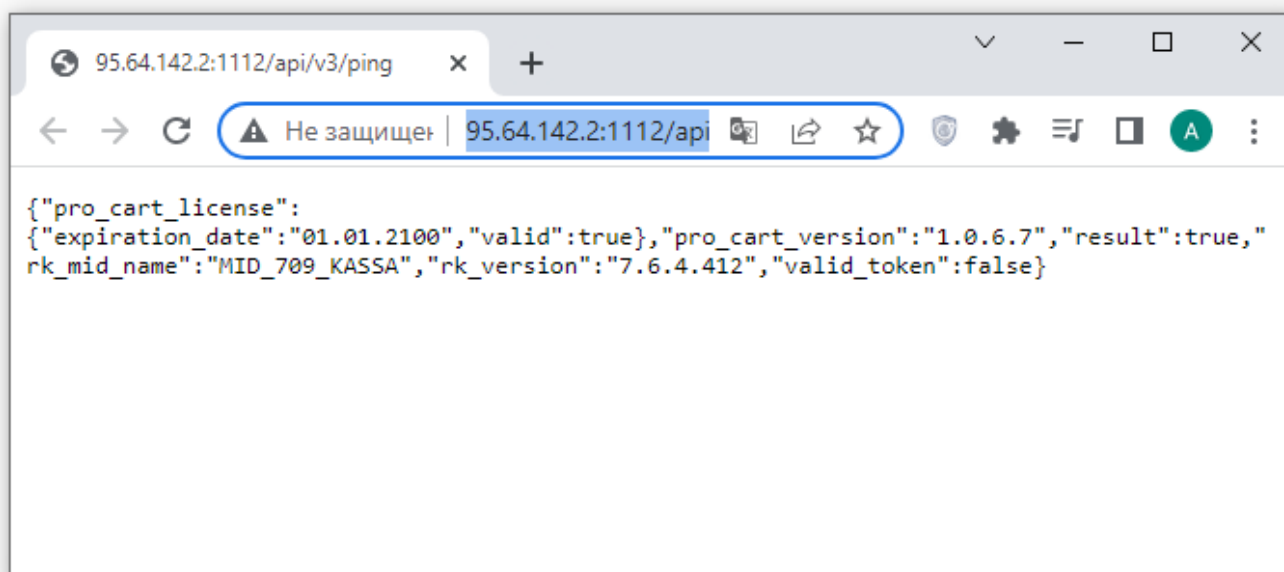 95.64.142.2:1112/api/v3/ping
Не защищен 95.64.142.2:1112/api
A
{"pro_cart_license":
{"expiration_date":"01.01.2100","valid":true},"pro_cart_version":"1.0.6.7","result":true,"
rk_mid_name":"MID_709_KASSA","rk_version":"7.6.4.412","valid_token":false}